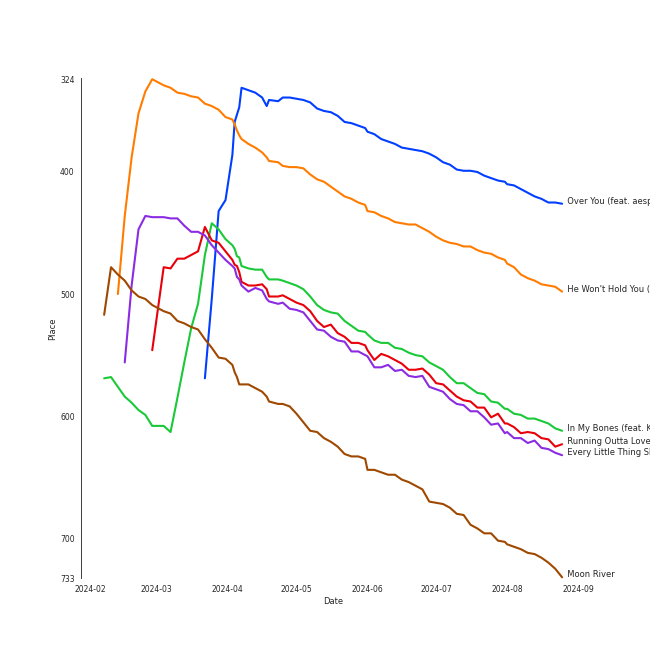 324
400
500
600
700
733
Place
2024-02
2024-03
2024-04
2024-05
2024-06
2024-07
2024-08
2024-09
Date
Over You (feat. aesp
He Won't Hold You (
In My Bones (feat. K
Running Outta Love
Every Little Thing S
Moon River